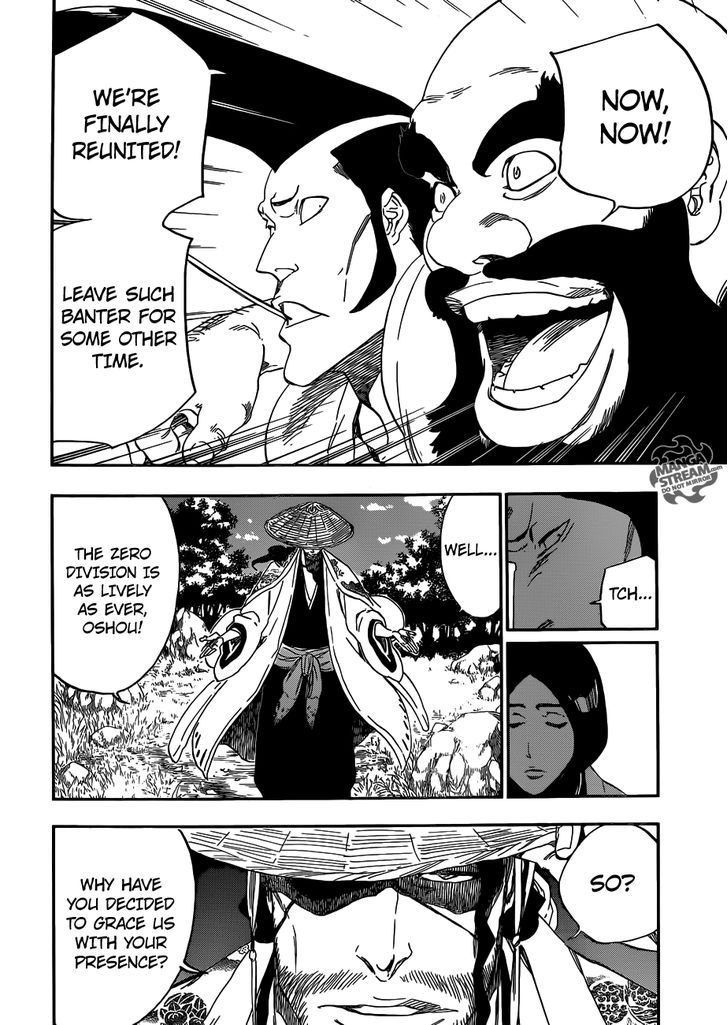 NOW,
NOW!
WE'RE
FINALLY
REUNITED!
LEAVE SUCH
BANTER FOR
SOME OTHER
TIME.
MANGA
STREAM
DO NOT MIRROR
TCH...
WELL...
THE ZERO
DIVISION IS
AS LIVELY
AS EVER,
OSHOU!
SO?
WHY HAVE
YOU DECIDED
TO GRACE US
WITH YOUR
PRESENCE?